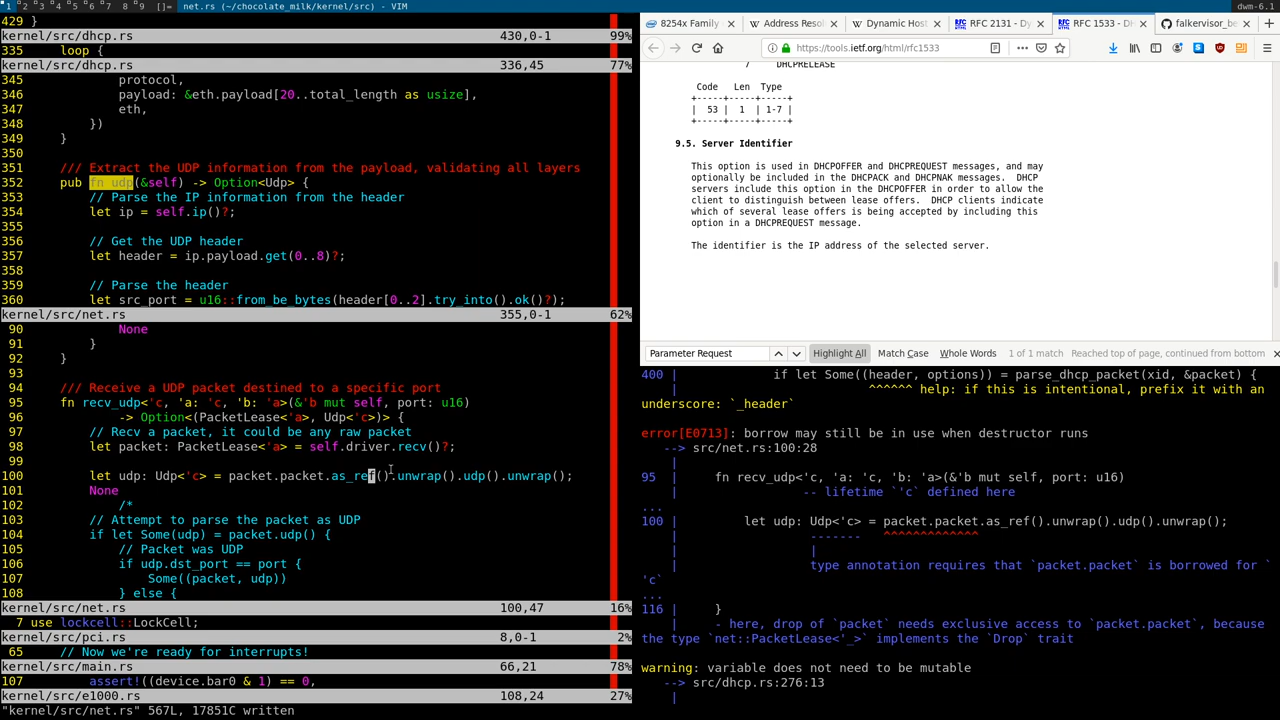 1 2 3 4 5 6 7 8 9 []= net.rs (~/chocolate_milk/kernel/src) - VIM
dwm-6.1
429 }
kernel/src/dhcp.rs 430,0-1 99%
335     loop {
kernel/src/dhcp.rs 336,45 77%
345             protocol,
346             payload: &eth.payload[20..total_length as usize],
347             eth,
348         })
349     }
350
351     /// Extract the UDP information from the payload, validating all layers
352     pub fn udp(&self) -> Option<Udp> {
353         // Parse the IP information from the header
354         let ip = self.ip()?;
355
356         // Get the UDP header
357         let header = ip.payload.get(0..8)?;
358
359         // Parse the header
360         let src_port = u16::from_be_bytes(header[0..2].try_into().ok()?);
kernel/src/net.rs 355,0-1 62%
90             None
91         }
92     }
93
94     /// Receive a UDP packet destined to a specific port
95     fn recv_udp<'c, 'a: 'c, 'b: 'a>(&'b mut self, port: u16)
96             -> Option<(PacketLease<'a>, Udp<'c>)> {
97         // Recv a packet, it could be any raw packet
98         let packet: PacketLease<'a> = self.driver.recv()?;
99
100         let udp: Udp<'c> = packet.packet.as_ref().unwrap().udp().unwrap();
101         None
102             /*
103         // Attempt to parse the packet as UDP
104         if let Some(udp) = packet.udp() {
105             // Packet was UDP
106             if udp.dst_port == port {
107                 Some((packet, udp))
108             } else {
kernel/src/net.rs 100,47 16%
7 use lockcell::LockCell;
kernel/src/pci.rs 8,0-1 2%
65     // Now we're ready for interrupts!
kernel/src/main.rs 66,21 78%
107         assert!((device.bar0 & 1) == 0,
kernel/src/e1000.rs 108,24 27%
"kernel/src/net.rs" 567L, 17851C written
8254x Family
Address Resol
Dynamic Host
RFC 2131 - Dy
RFC 1533 - DH
falkervisor_be
https://tools.ietf.org/html/rfc1533
7 DHCPRELEASE
Code Len Type
+-----+-----+-----+
| 53 | 1 | 1-7 |
+-----+-----+-----+
9.5. Server Identifier
This option is used in DHCPOFFER and DHCPREQUEST messages, and may
optionally be included in the DHCPACK and DHCPNAK messages.  DHCP
servers include this option in the DHCPOFFER in order to allow the
client to distinguish between lease offers.  DHCP clients indicate
which of several lease offers is being accepted by including this
option in a DHCPREQUEST message.
The identifier is the IP address of the selected server.
Parameter Request
Highlight All Match Case Whole Words 1 of 1 match Reached top of page, continued from bottom
400 |             if let Some((header, options)) = parse_dhcp_packet(xid, &packet) {
    |                          ^^^^^^ help: if this is intentional, prefix it with an
underscore: `_header`
error[E0713]: borrow may still be in use when destructor runs
--> src/net.rs:100:28
|
95 |     fn recv_udp<'c, 'a: 'c, 'b: 'a>(&'b mut self, port: u16)
|                 -- lifetime `'c` defined here
...
100 |         let udp: Udp<'c> = packet.packet.as_ref().unwrap().udp().unwrap();
|                  -------   ^^^^^^^^^^^^^
|                  |
|                  type annotation requires that `packet.packet` is borrowed for `
'c`
...
116 |     }
|     - here, drop of `packet` needs exclusive access to `packet.packet`, because
the type `net::PacketLease<'_>` implements the `Drop` trait
warning: variable does not need to be mutable
--> src/dhcp.rs:276:13
|